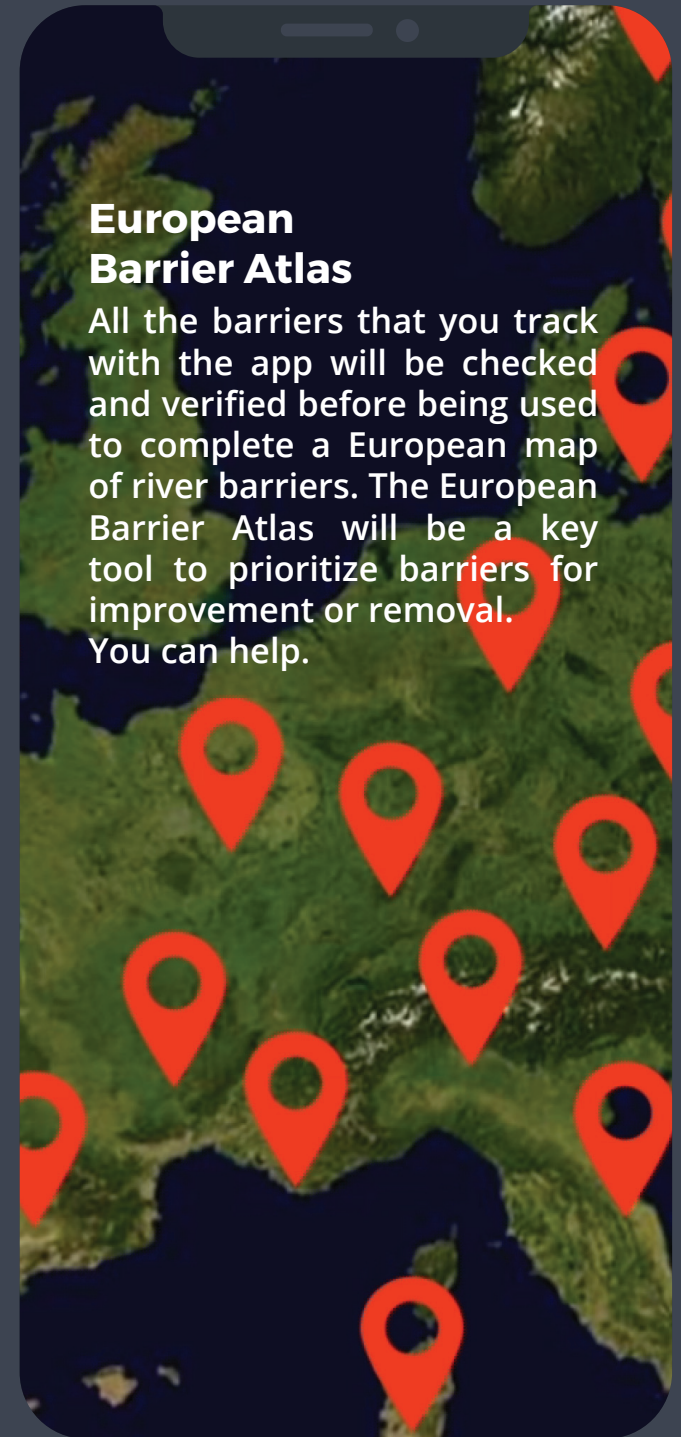 European
Barrier Atlas
All the barriers that you track
with the app will be checked
and verified before being used
to complete a European map
of river barriers. The European
Barrier Atlas will be a key
tool to prioritize barriers for
improvement or removal.
You can help.